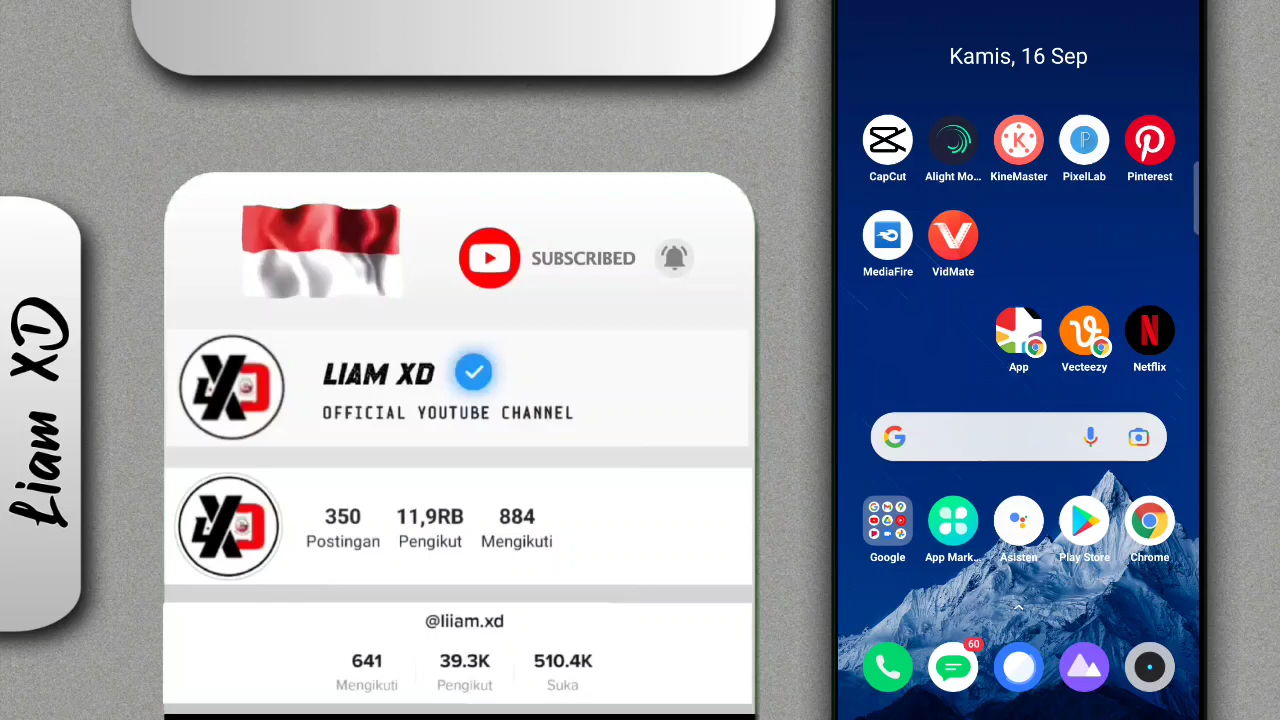 Liam XD
SUBSCRIBED
LIAM XD
OFFICIAL YOUTUBE CHANNEL
350 11,9RB 884
Postingan Pengikut Mengikuti
@liiam.xd
641 39.3K 510.4K
Mengikuti Pengikut Suka
Kamis, 16 Sep
CapCut Alight Mo... KineMaster PixelLab Pinterest
MediaFire VidMate
App Vecteezy Netflix
Google App Mark... Asisten Play Store Chrome
60